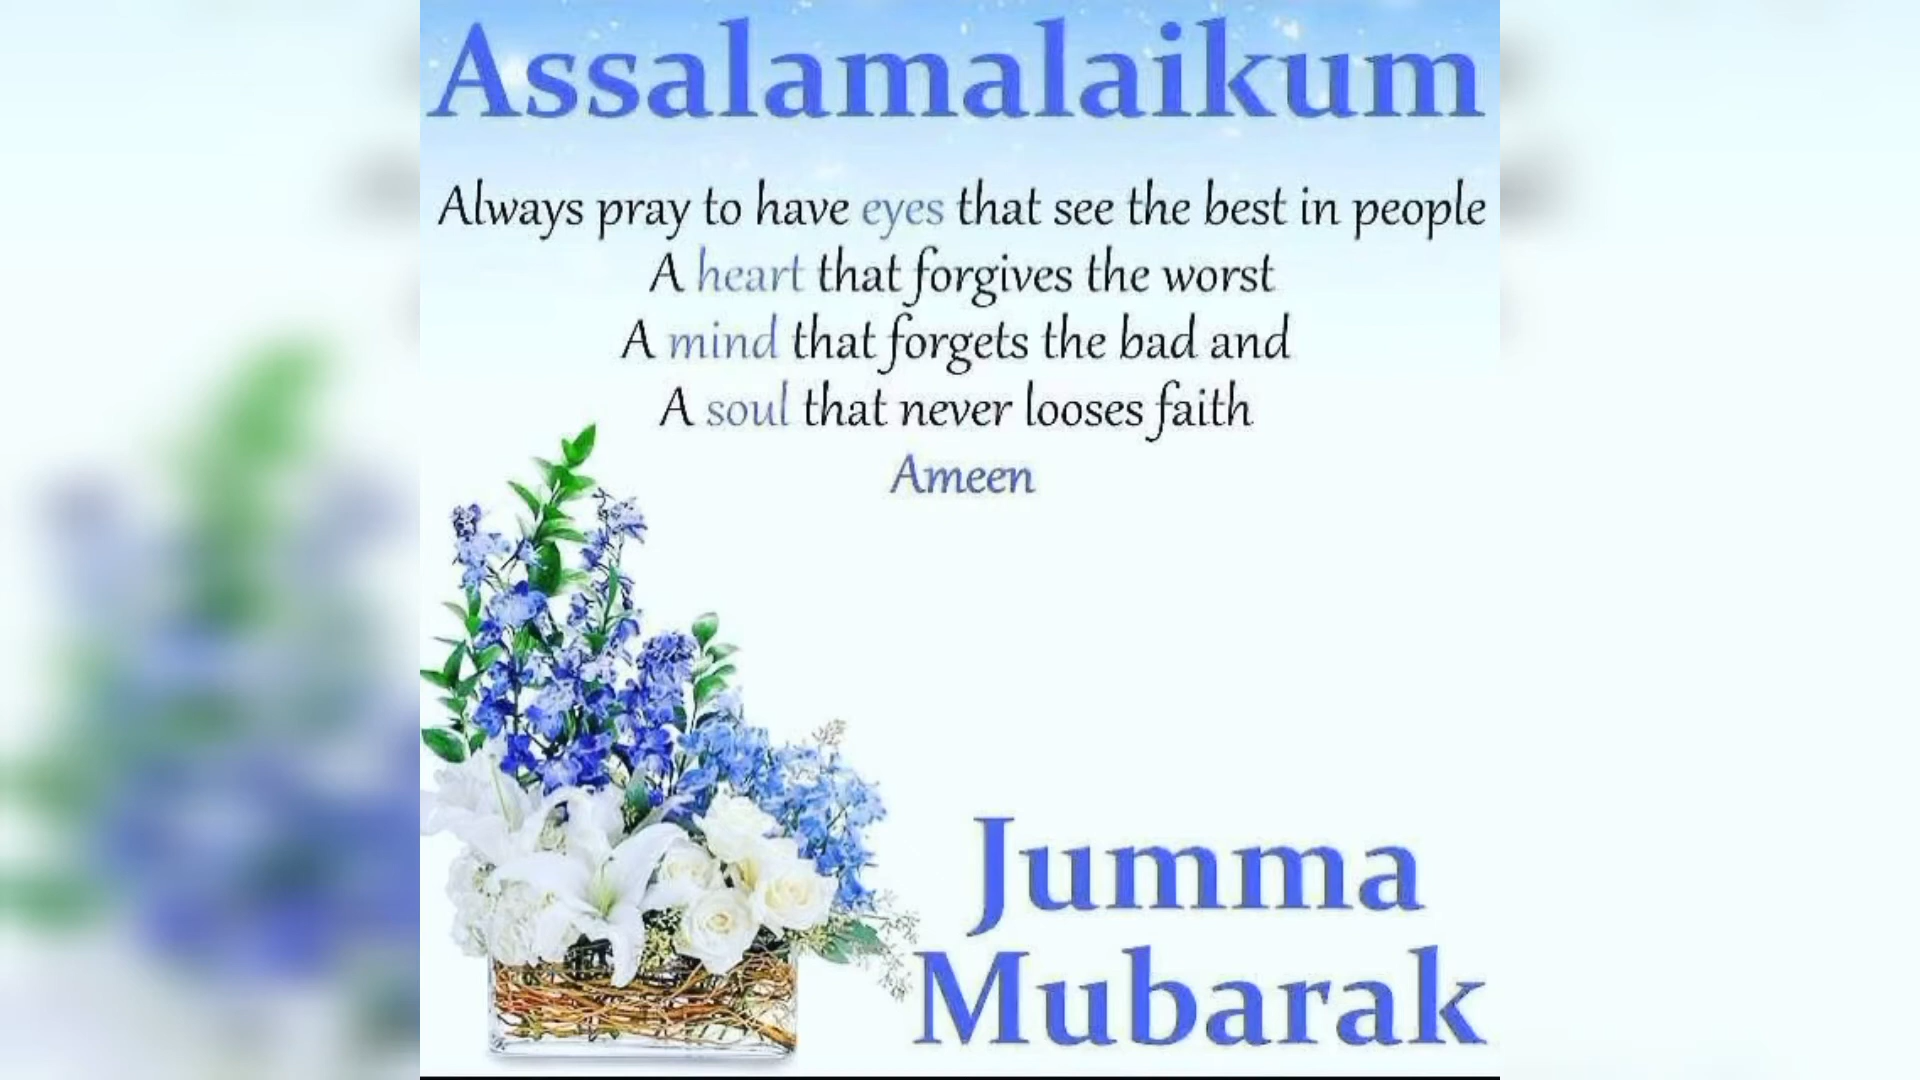 Assalamalaikum
Always pray to have eyes that see the best in people
A heart that forgives the worst
A mind that forgets the bad and
A soul that never looses faith
Ameen
Jumma
Mubarak